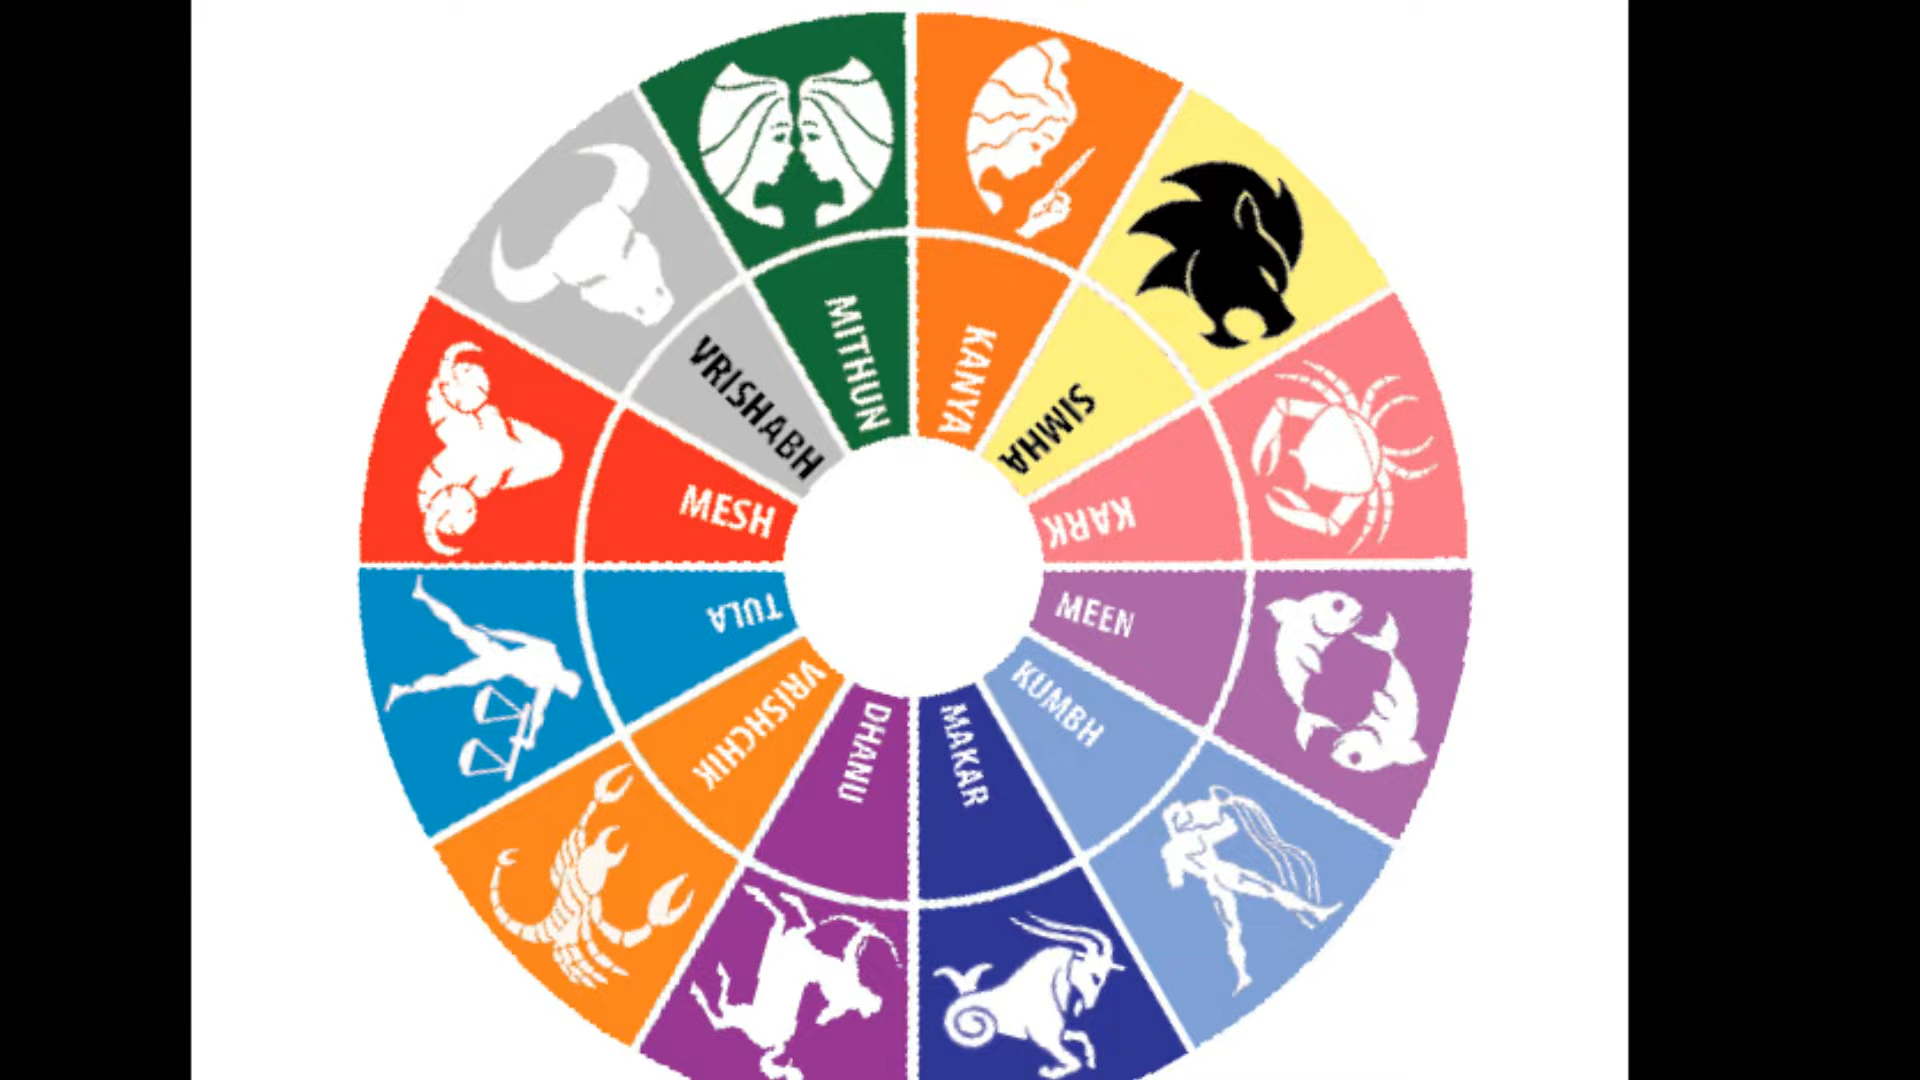 MITHUN
KANYA
SIMHA
KARK
MEEN
KUMBH
MAKAR
DHANU
VRISHCHIK
TULA
MESH
VRISHABH